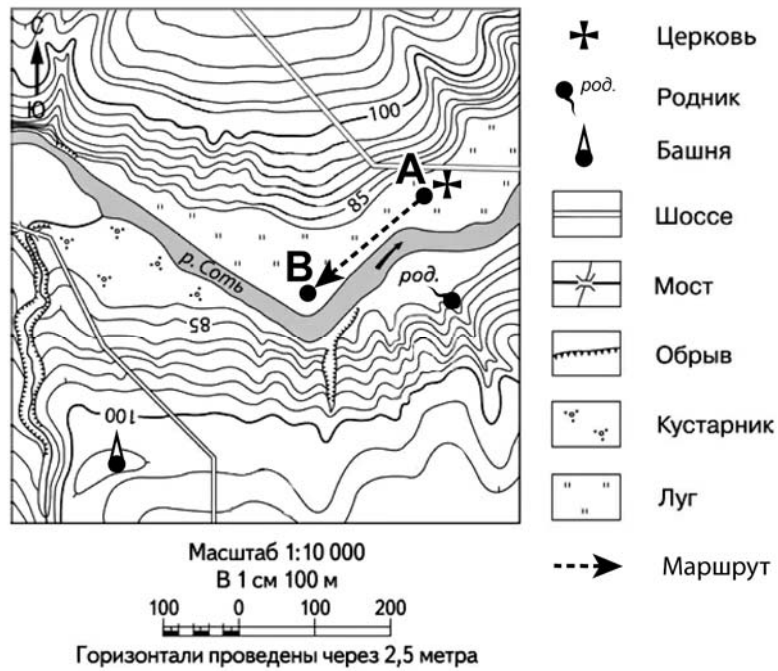 С
Ю
100
А
85
В
р. Соть
род.
85
100
Церковь
род.
Родник
Башня
Шоссе
Мост
Обрыв
Кустарник
Луг
Маршрут
Масштаб 1:10 000
В 1 см 100 м
100 0 100 200
Горизонтали проведены через 2,5 метра